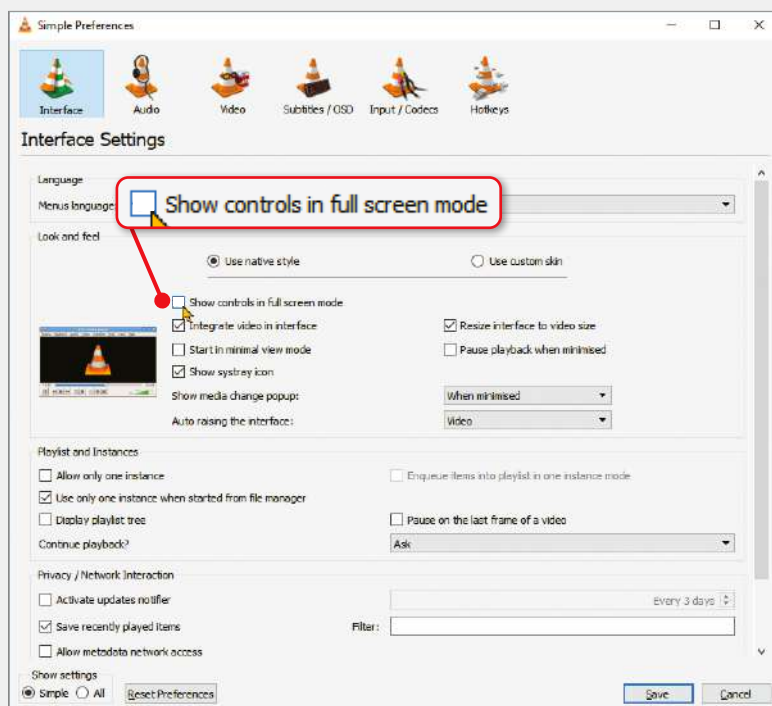 Simple Preferences
Interface Audio Video Subtitles / OSD Input / Codecs Hotkeys
Interface Settings
Language
Menus language:
Show controls in full screen mode
Look and feel
Use native style Use custom skin
Show controls in full screen mode
Integrate video in interface Resize interface to video size
Start in minimal view mode Pause playback when minimised
Show systray icon
Show media change popup: When minimised
Auto raising the interface: Video
Playlist and Instances
Allow only one instance Enqueue items into playlist in one instance mode
Use only one instance when started from file manager
Display playlist tree Pause on the last frame of a video
Continue playback? Ask
Privacy / Network Interaction
Activate updates notifier Every 3 days
Save recently played items Filter:
Allow metadata network access
Show settings
Simple All Reset Preferences Save Cancel